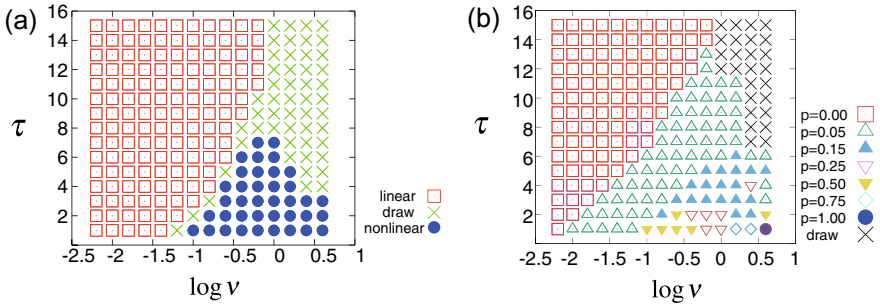 (a)
τ
16
14
12
10
8
6
4
2
-2.5 -2 -1.5 -1 -0.5 0 0.5 1
log ν
linear
draw
nonlinear
(b)
τ
16
14
12
10
8
6
4
2
-2.5 -2 -1.5 -1 -0.5 0 0.5 1
log ν
p=0.00
p=0.05
p=0.15
p=0.25
p=0.50
p=0.75
p=1.00
draw